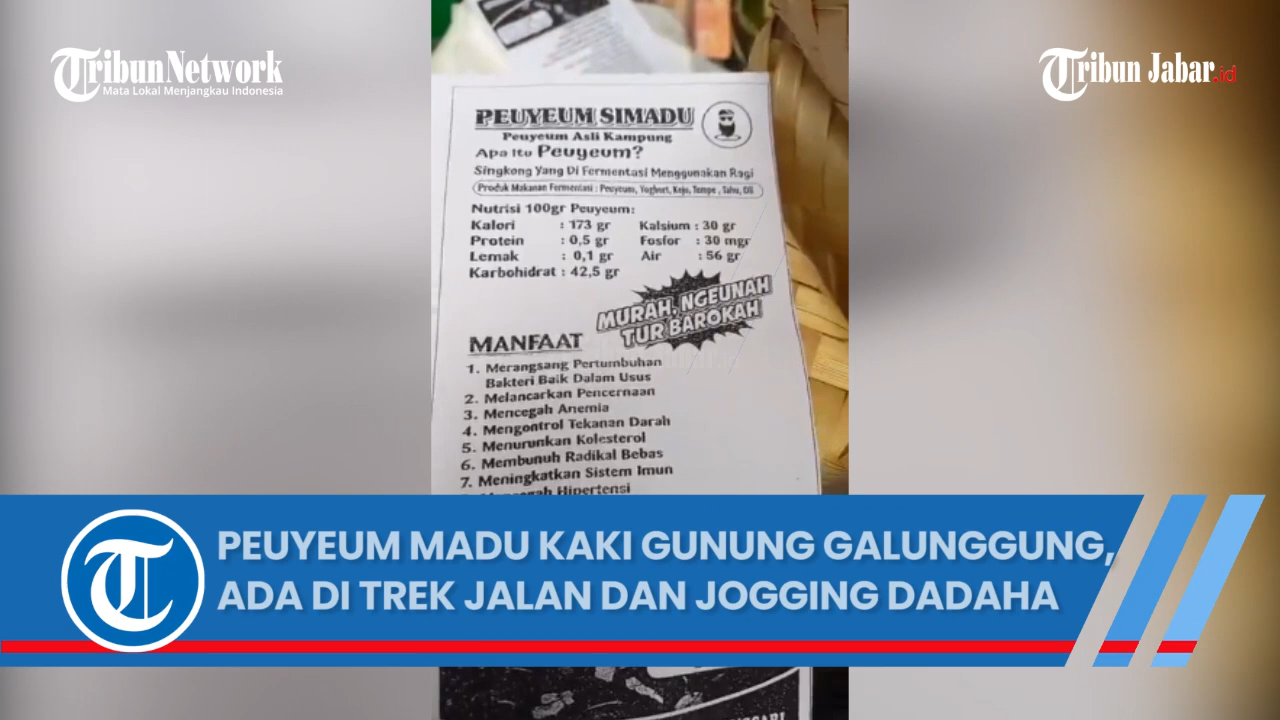 TribunNetwork
Mata Lokal Menjangkau Indonesia
Tribun Jabar.id
PEUYEUM SIMADU
Peuyeum Asli Kampung
Apa Itu Peuyeum?
Singkong Yang Di Fermentasi Menggunakan Ragi
Produk Makanan Fermentasi : Peuyeum, Yoghurt, Keju, Tempe , Tahu, Dll
Nutrisi 100gr Peuyeum:
Kalori : 173 gr Kalsium : 30 gr
Protein : 0,5 gr Fosfor : 30 mgr
Lemak : 0,1 gr Air : 56 gr
Karbohidrat : 42,5 gr
MURAH, NGEUNAH
TUR BAROKAH
MANFAAT
1. Merangsang Pertumbuhan
Bakteri Baik Dalam Usus
2. Melancarkan Pencernaan
3. Mencegah Anemia
4. Mengontrol Tekanan Darah
5. Menurunkan Kolesterol
6. Membunuh Radikal Bebas
7. Meningkatkan Sistem Imun
Hipertensi
PEUYEUM MADU KAKI GUNUNG GALUNGGUNG,
ADA DI TREK JALAN DAN JOGGING DADAHA